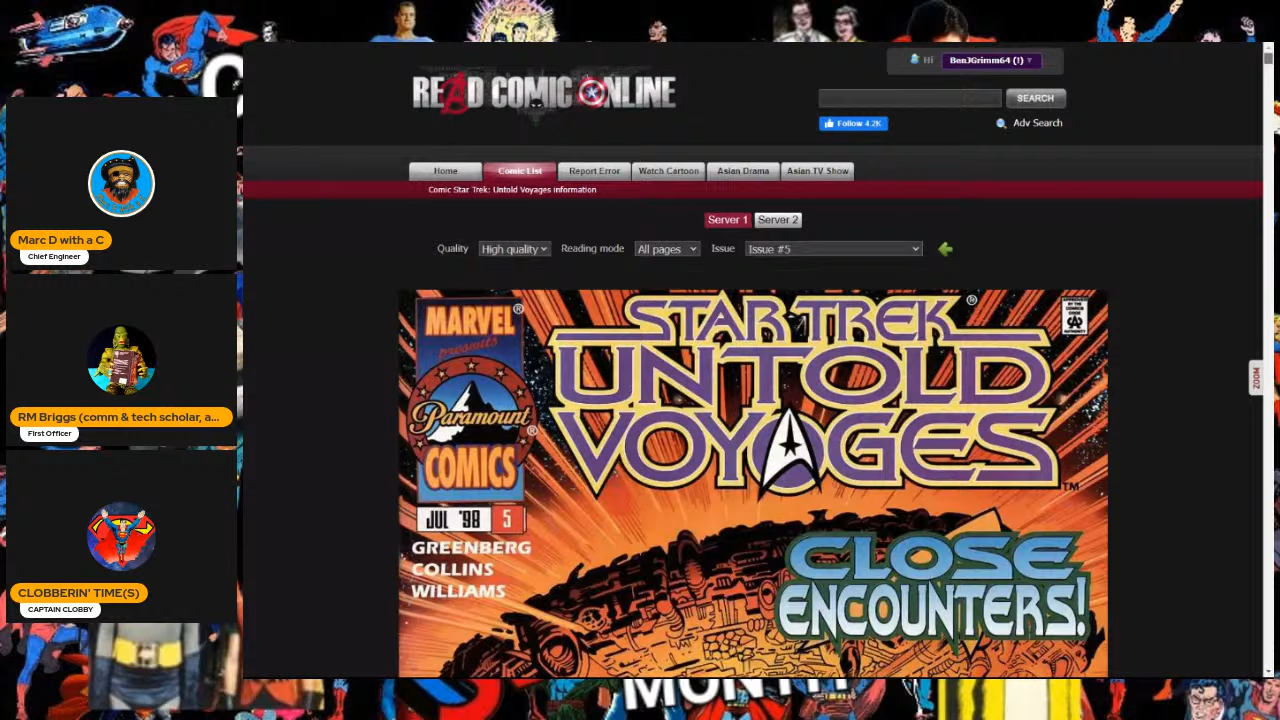 READ COMIC ONLINE
Hi BenJGrimm64 (!)
SEARCH
Follow 4.2K
Adv Search
Home Comic List Report Error Watch Cartoon Asian Drama Asian TV Show
Comic Star Trek: Untold Voyages information
Server 1 Server 2
Quality High quality Reading mode All pages Issue Issue #5
ZOOM
MARVEL®
presents
Paramount®
COMICS
JUL '98 5
GREENBERG
COLLINS
WILLIAMS
STAR TREK®
UNTOLD
VOYAGES™
CLOSE
ENCOUNTERS!
Marc D with a C
Chief Engineer
RM Briggs (comm & tech scholar, a...
First Officer
CLOBBERIN' TIME(S)
CAPTAIN CLOBBY
MONTH